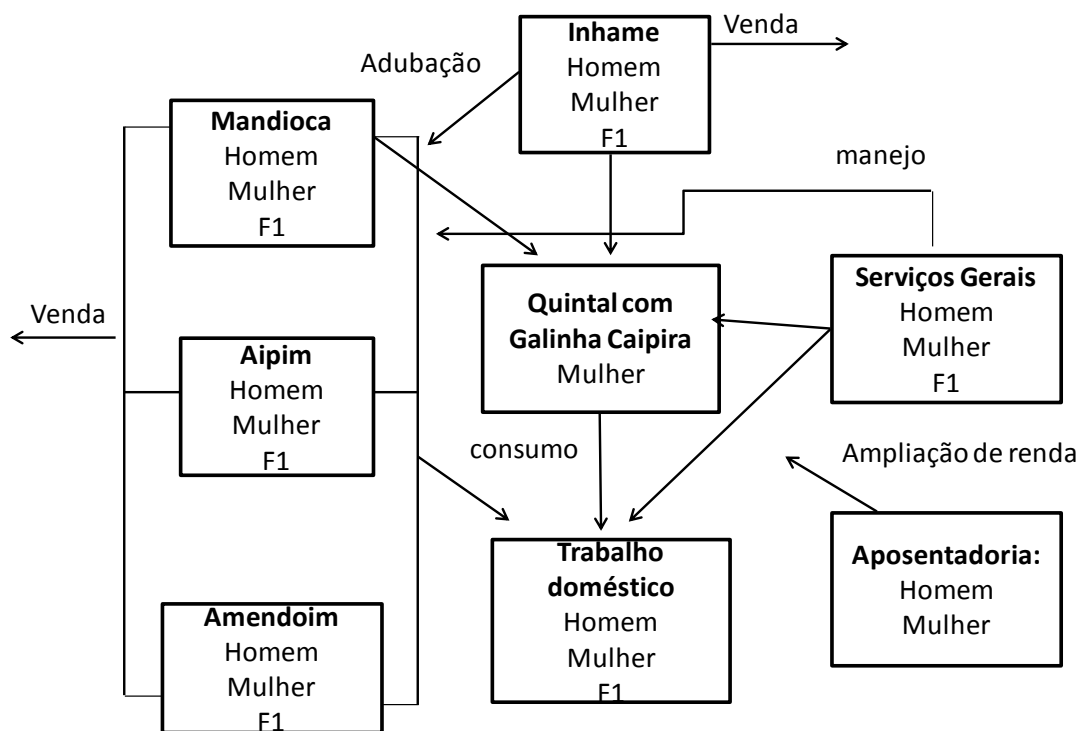 Inhame
Homem
Mulher
F1
Venda
Adubação
Mandioca
Homem
Mulher
F1
manejo
Quintal com
Galinha Caipira
Mulher
Serviços Gerais
Homem
Mulher
F1
Venda
Aipim
Homem
Mulher
F1
consumo
Ampliação de renda
Trabalho
doméstico
Homem
Mulher
F1
Aposentadoria:
Homem
Mulher
Amendoim
Homem
Mulher
F1